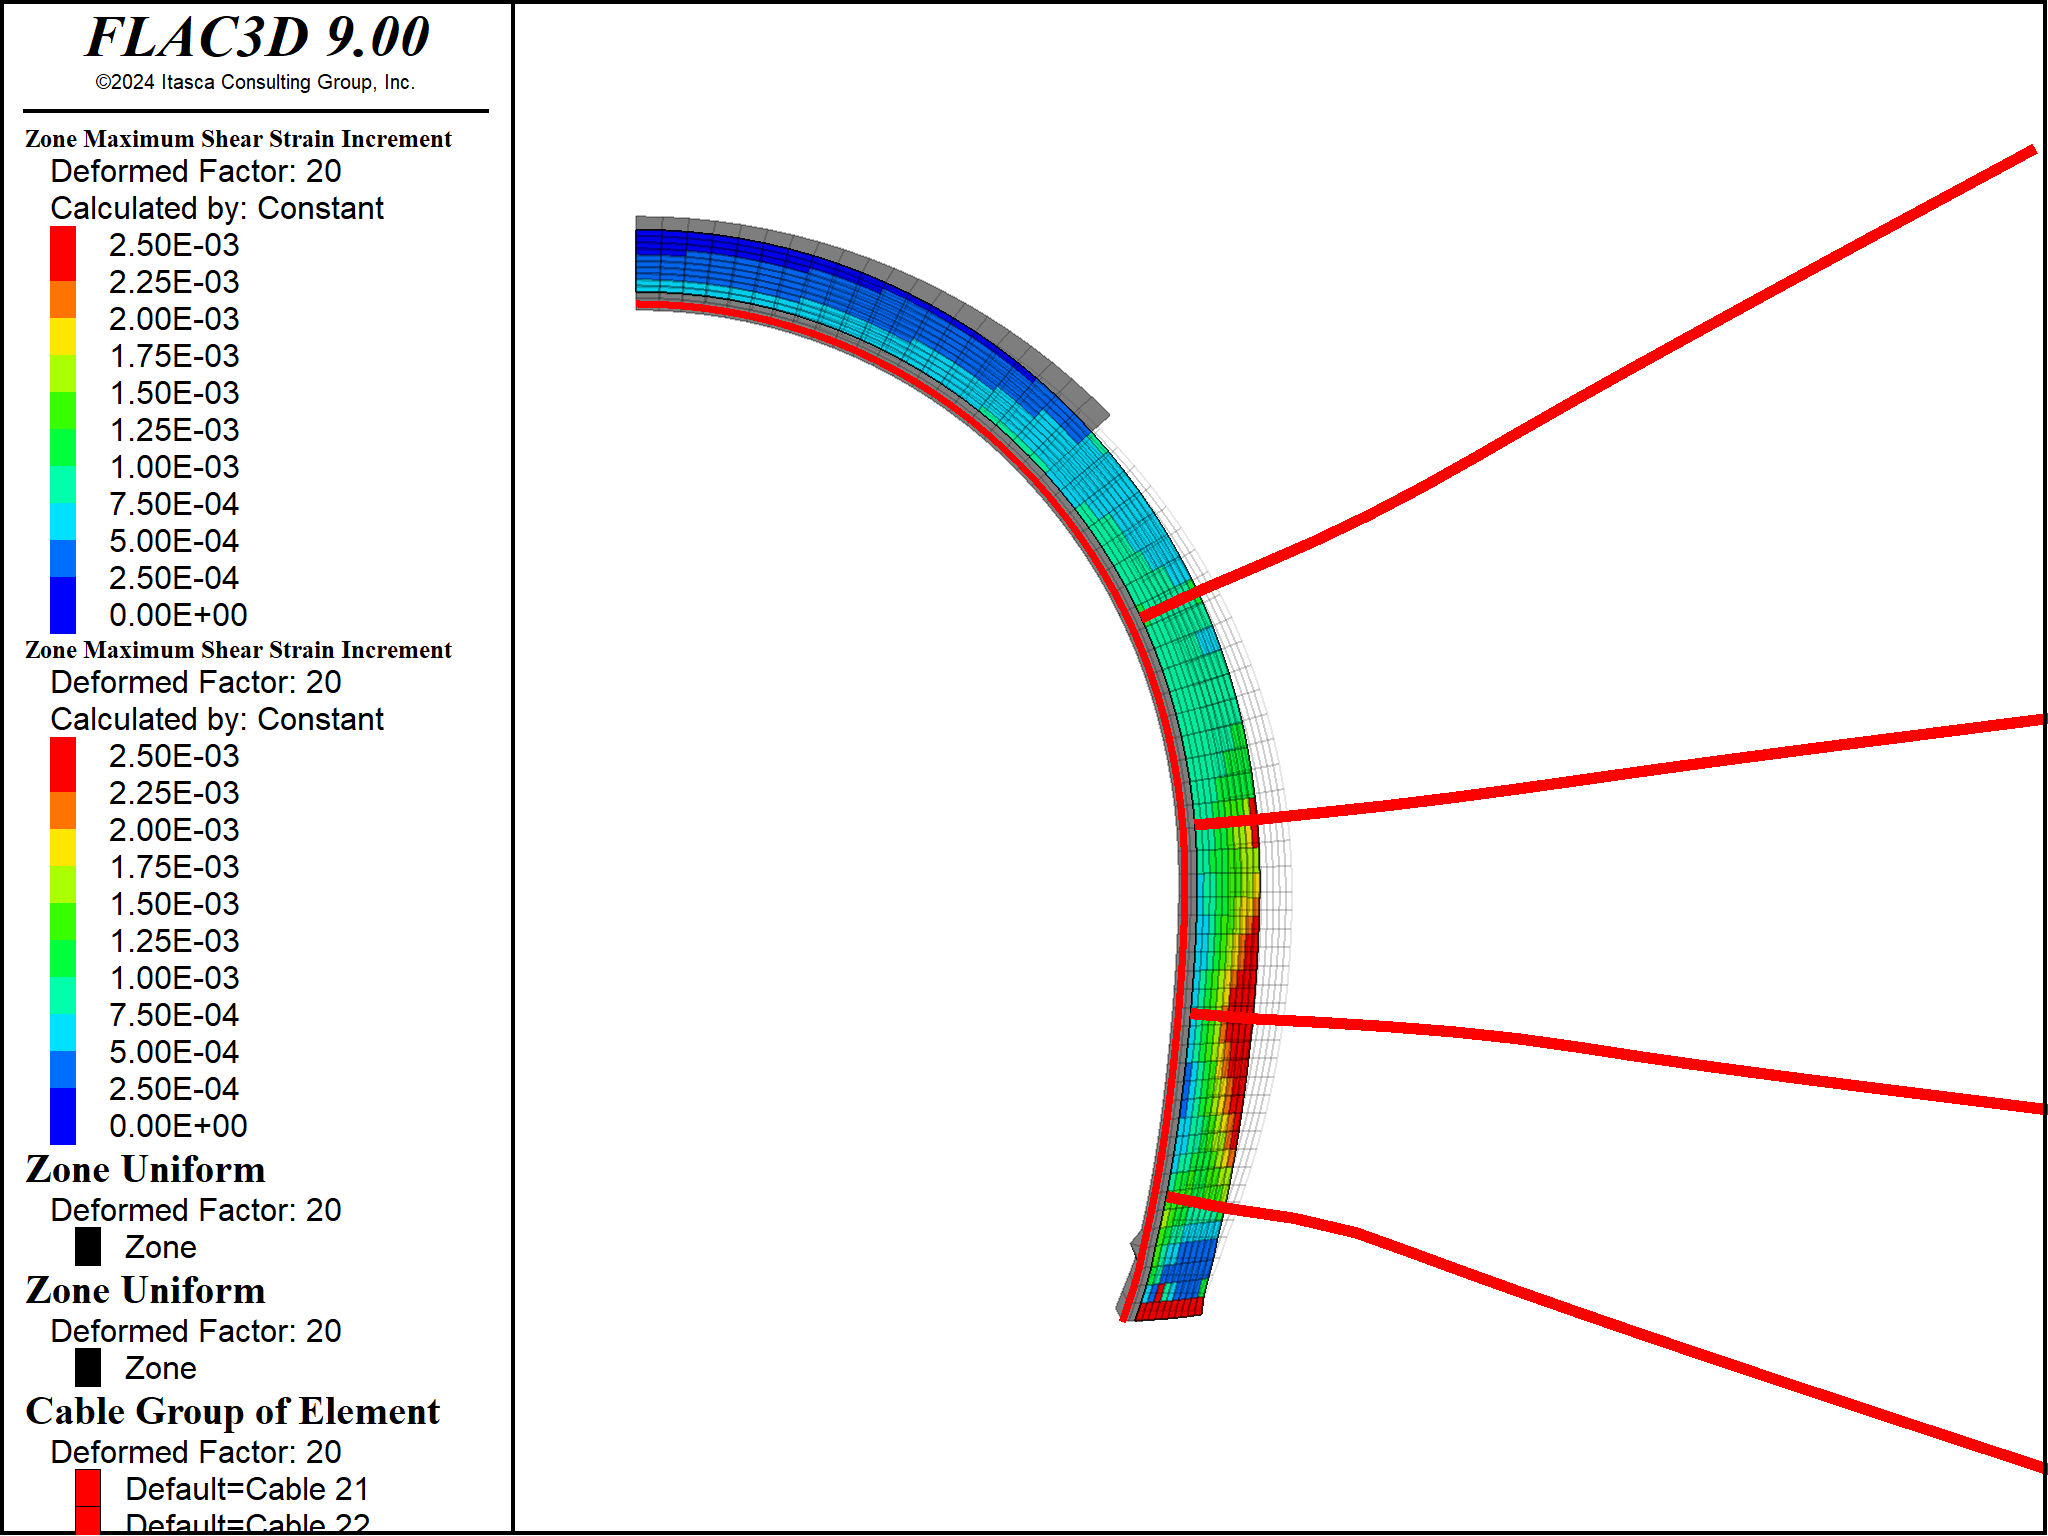 FLAC3D 9.00
©2024 Itasca Consulting Group, Inc.
Zone Maximum Shear Strain Increment
Deformed Factor: 20
Calculated by: Constant
2.50E-03
2.25E-03
2.00E-03
1.75E-03
1.50E-03
1.25E-03
1.00E-03
7.50E-04
5.00E-04
2.50E-04
0.00E+00
Zone Maximum Shear Strain Increment
Deformed Factor: 20
Calculated by: Constant
2.50E-03
2.25E-03
2.00E-03
1.75E-03
1.50E-03
1.25E-03
1.00E-03
7.50E-04
5.00E-04
2.50E-04
0.00E+00
Zone Uniform
Deformed Factor: 20
Zone
Zone Uniform
Deformed Factor: 20
Zone
Cable Group of Element
Deformed Factor: 20
Default=Cable 21
Default=Cable 22